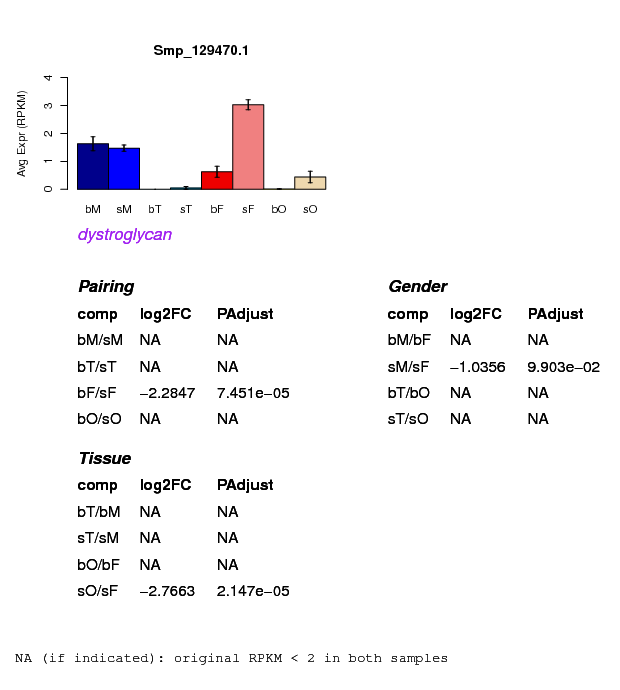 Smp_129470.1
Avg Expr (RPKM)
4
3
2
1
0
bM sM bT sT bF sF bO sO
dystroglycan
Pairing
comp log2FC PAdjust
bM/sM NA NA
bT/sT NA NA
bF/sF −2.2847 7.451e−05
bO/sO NA NA
Gender
comp log2FC PAdjust
bM/bF NA NA
sM/sF −1.0356 9.903e−02
bT/bO NA NA
sT/sO NA NA
Tissue
comp log2FC PAdjust
bT/bM NA NA
sT/sM NA NA
bO/bF NA NA
sO/sF −2.7663 2.147e−05
NA (if indicated): original RPKM < 2 in both samples